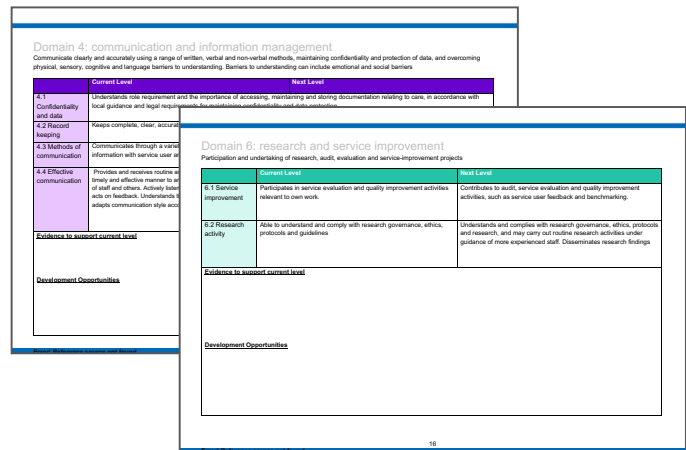 Domain 4: communication and information management
Communicate clearly and accurately using a range of written, verbal and non-verbal methods, maintaining confidentiality and protection of data, and overcoming
physical, sensory, cognitive and language barriers to understanding. Barriers to understanding can include emotional and social barriers
Current Level
Next Level
4.1
Confidentiality
and data
Understands role requirement and the importance of accessing, maintaining and storing documentation relating to care, in accordance with
local guidance and legal requirements for maintaining confidentiality and data protection
4.2 Record
keeping
Keeps complete, clear, accurat
4.3 Methods of
communication
Communicates through a variet
information with service user an
4.4 Effective
communication
Provides and receives routine a
timely and effective manner to an
of staff and others. Actively listen
acts on feedback. Understands t
adapts communication style acco
Evidence to support current level
Development Opportunities
Domain 6: research and service improvement
Participation and undertaking of research, audit, evaluation and service-improvement projects
Current Level
Next Level
6.1 Service
improvement
Participates in service evaluation and quality improvement activities
relevant to own work.
Contributes to audit, service evaluation and quality improvement
activities, such as service user feedback and benchmarking.
6.2 Research
activity
Able to understand and comply with research governance, ethics,
protocols and guidelines
Understands and complies with research governance, ethics, protocols
and research, and may carry out routine research activities under
guidance of more experienced staff. Disseminates research findings
Evidence to support current level
Development Opportunities
16